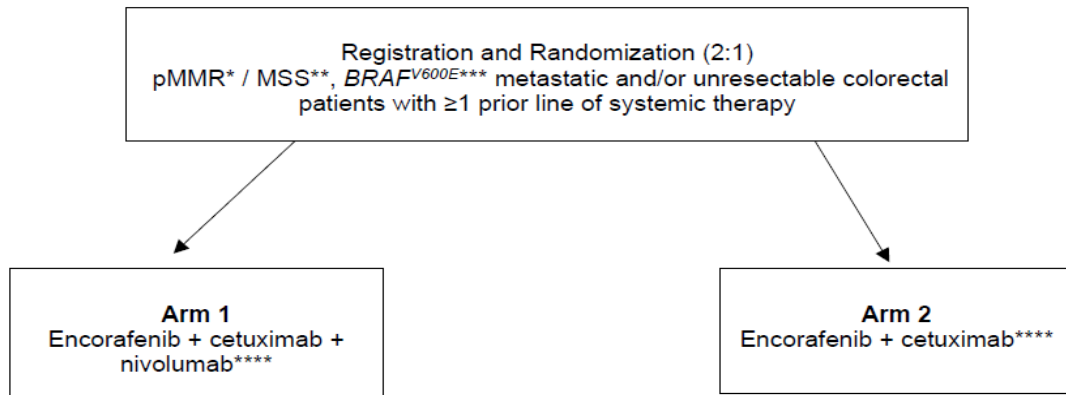 Registration and Randomization (2:1)
pMMR* / MSS**, BRAFV600E*** metastatic and/or unresectable colorectal
patients with ≥1 prior line of systemic therapy
Arm 1
Encorafenib + cetuximab +
nivolumab****
Arm 2
Encorafenib + cetuximab****